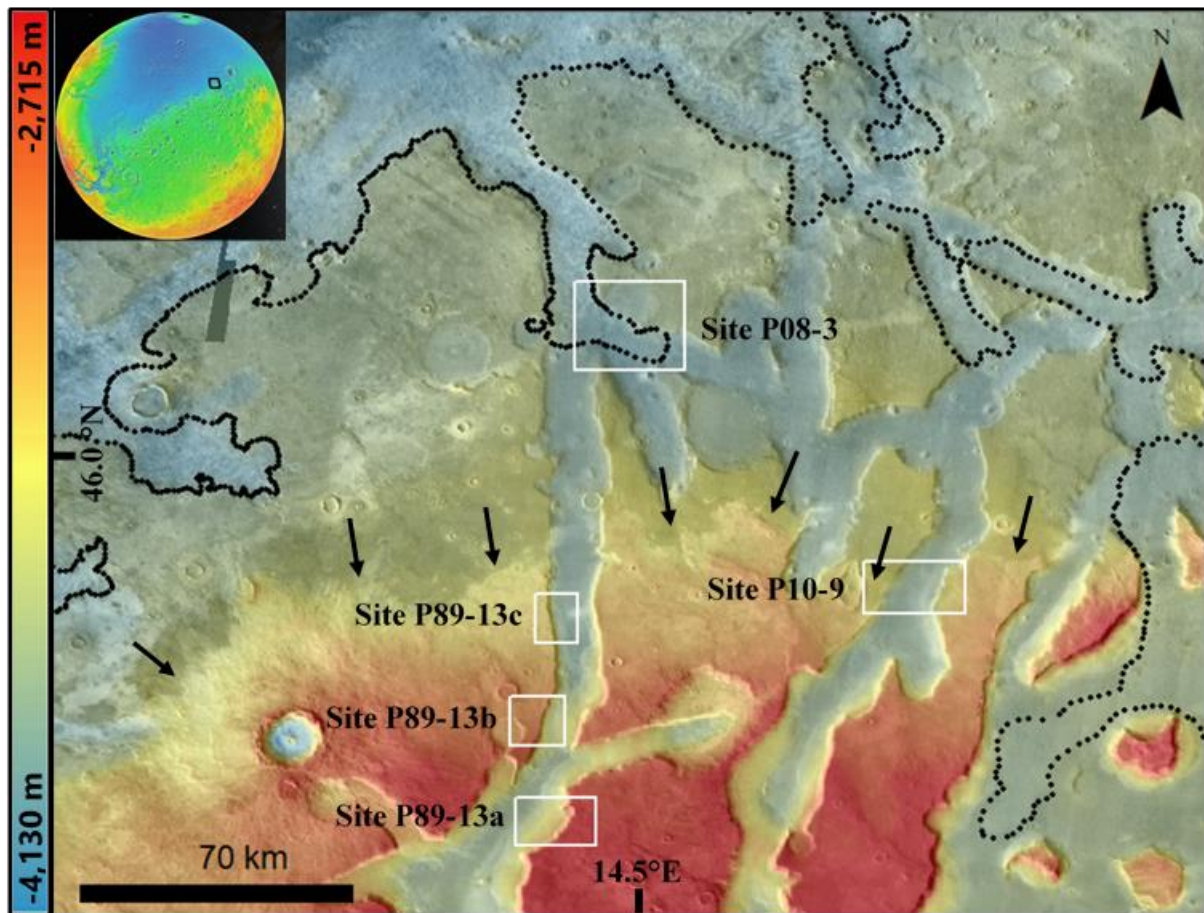 -2,715 m
-4,130 m
N
46.0°N
Site P08-3
Site P10-9
Site P89-13c
Site P89-13b
Site P89-13a
70 km
14.5°E